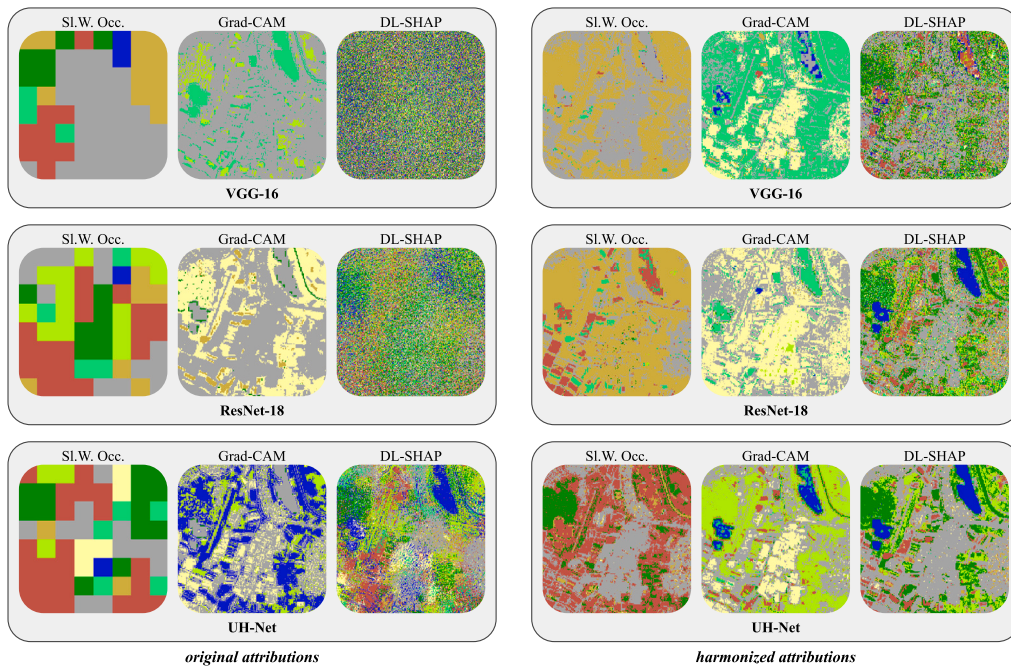 Sl.W. Occ. Grad-CAM DL-SHAP
VGG-16
Sl.W. Occ. Grad-CAM DL-SHAP
VGG-16
Sl.W. Occ. Grad-CAM DL-SHAP
ResNet-18
Sl.W. Occ. Grad-CAM DL-SHAP
ResNet-18
Sl.W. Occ. Grad-CAM DL-SHAP
UH-Net
Sl.W. Occ. Grad-CAM DL-SHAP
UH-Net
original attributions
harmonized attributions